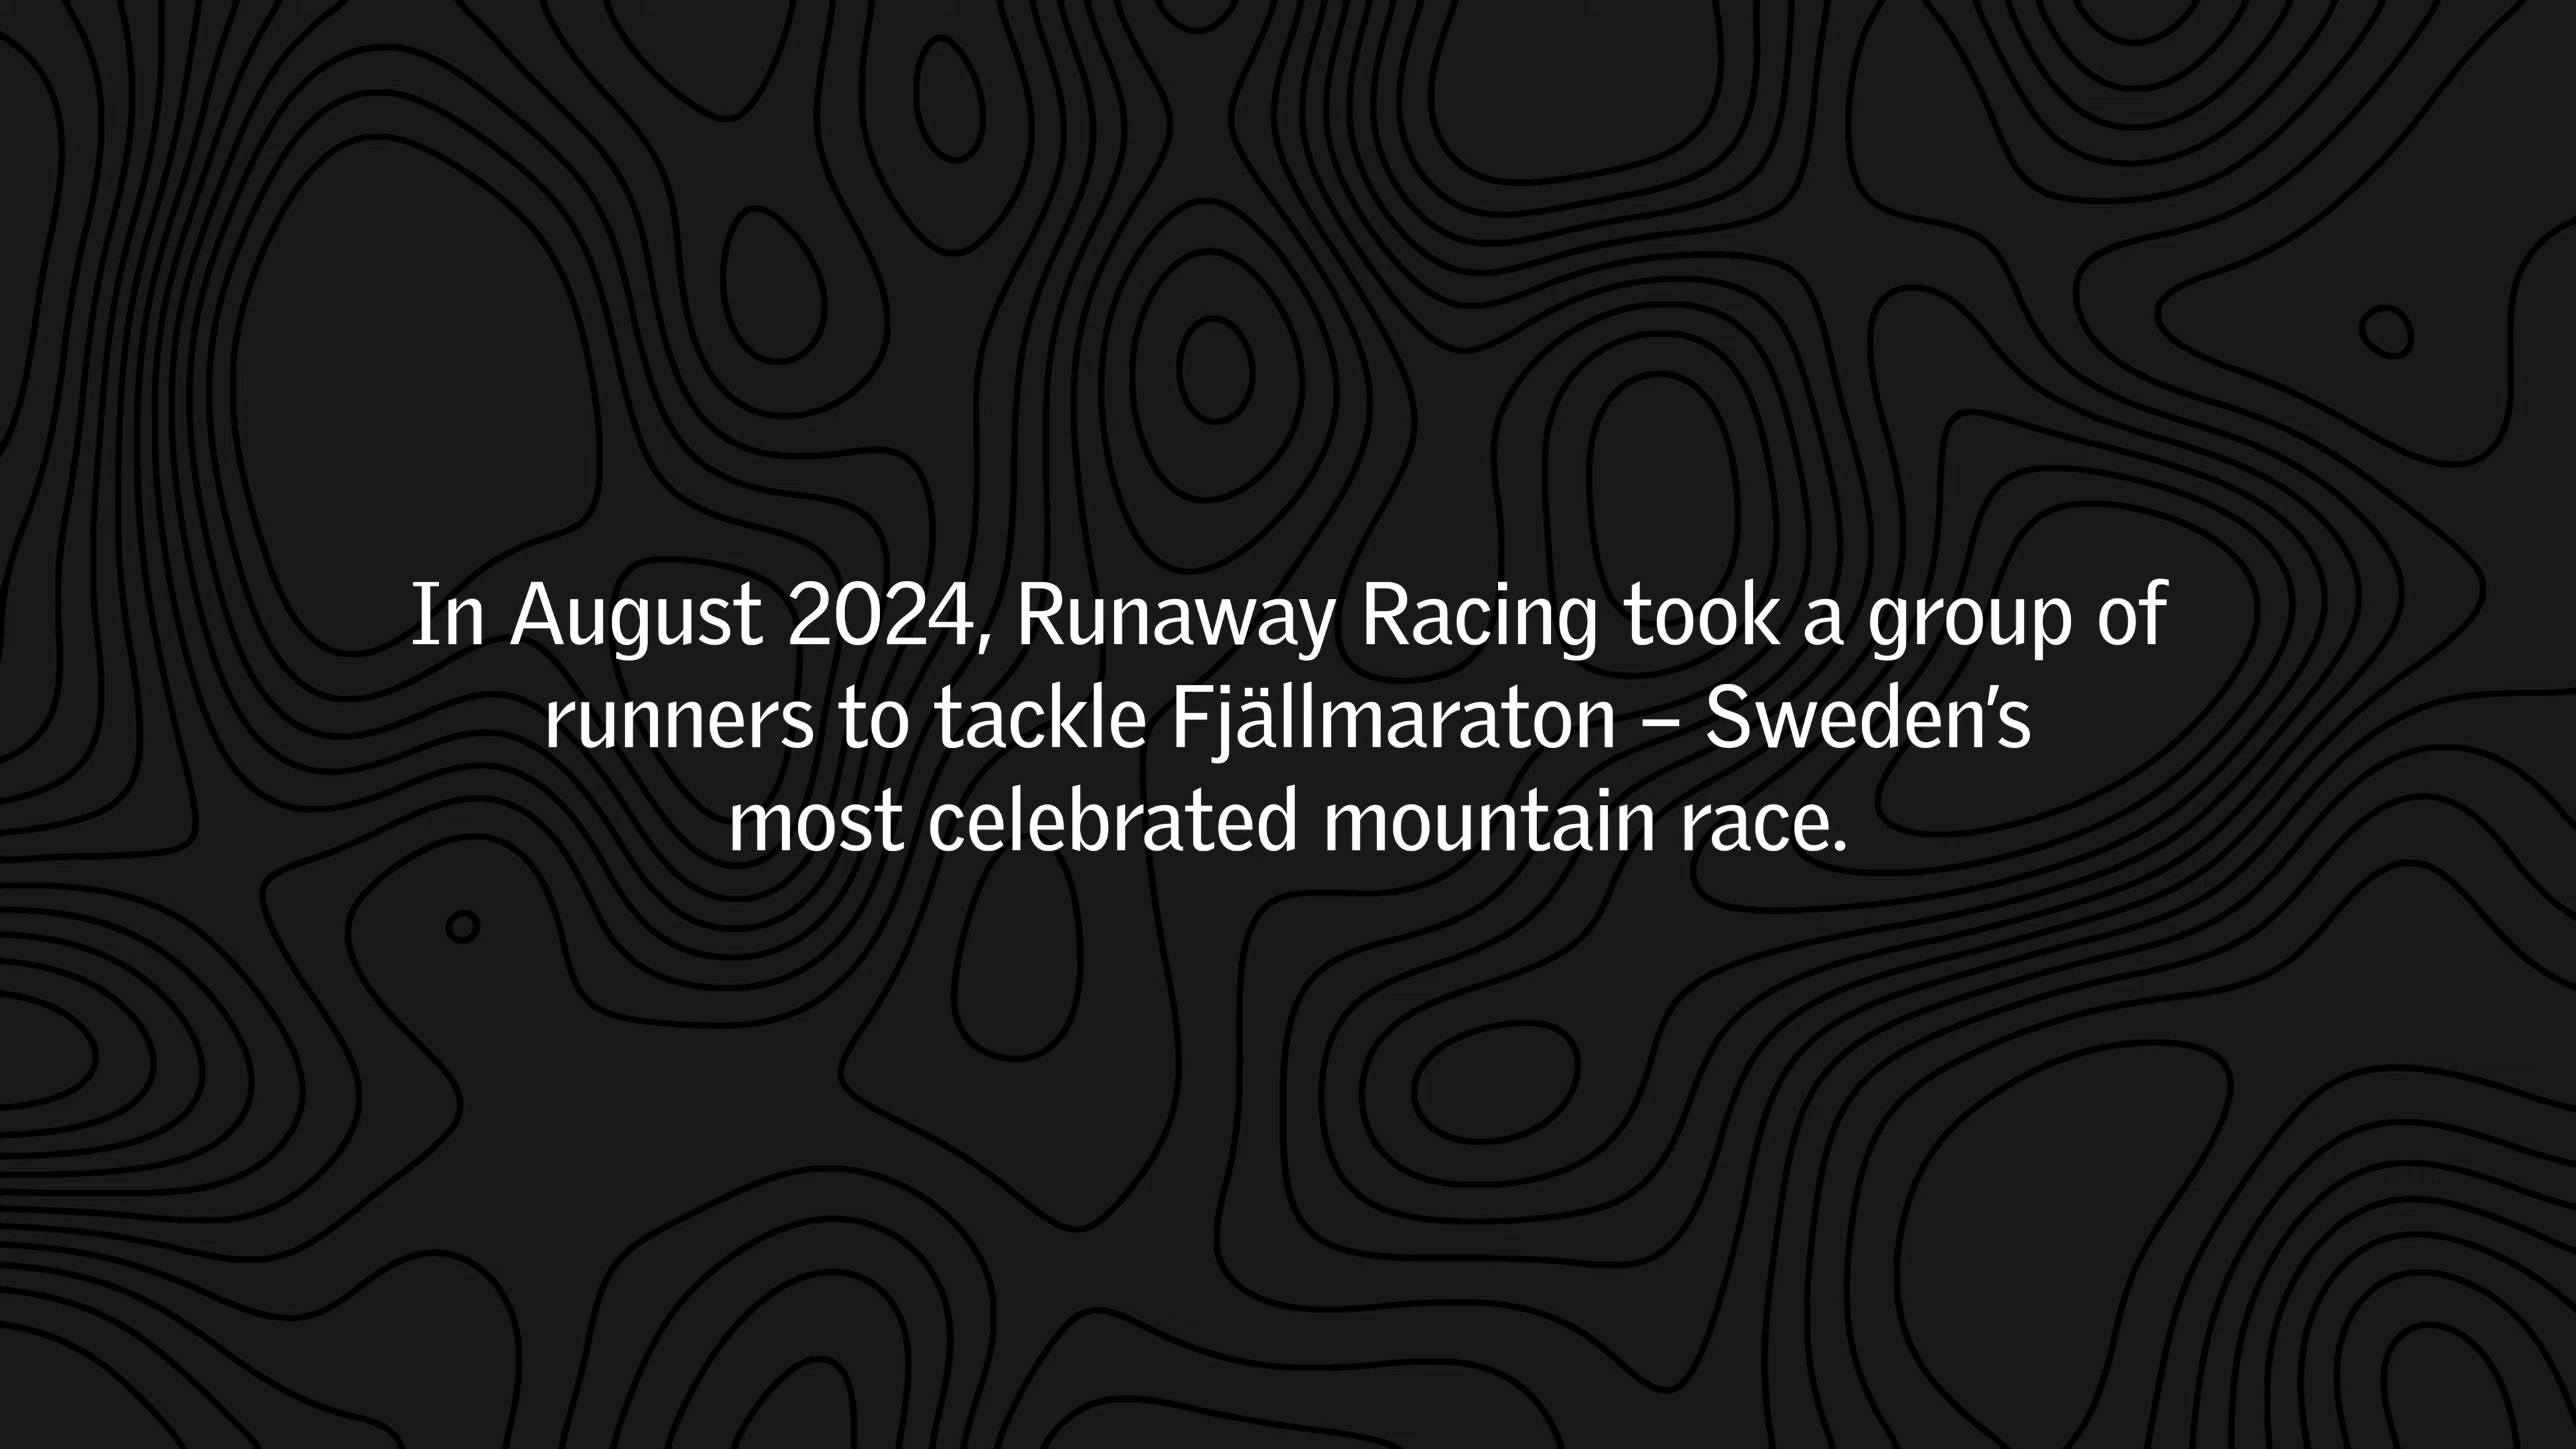 In August 2024, Runaway Racing took a group of
runners to tackle Fjällmaraton – Sweden’s
most celebrated mountain race.